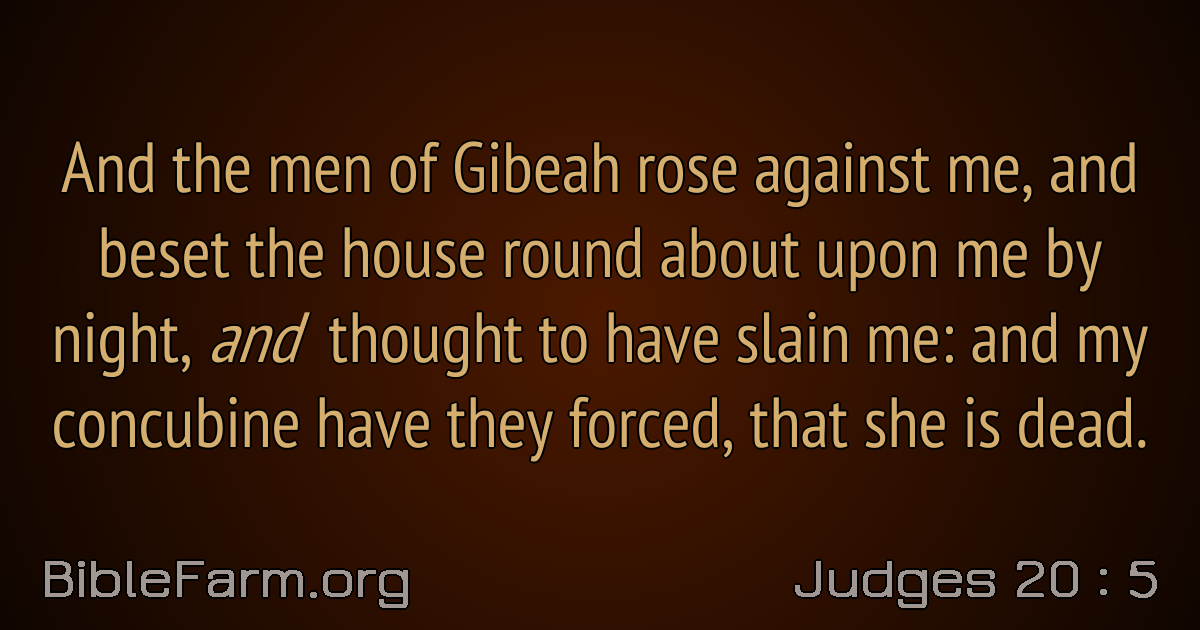 And the men of Gibeah rose against me, and
beset the house round about upon me by
night, and thought to have slain me: and my
concubine have they forced, that she is dead.
BibleFarm.org
Judges 20 : 5